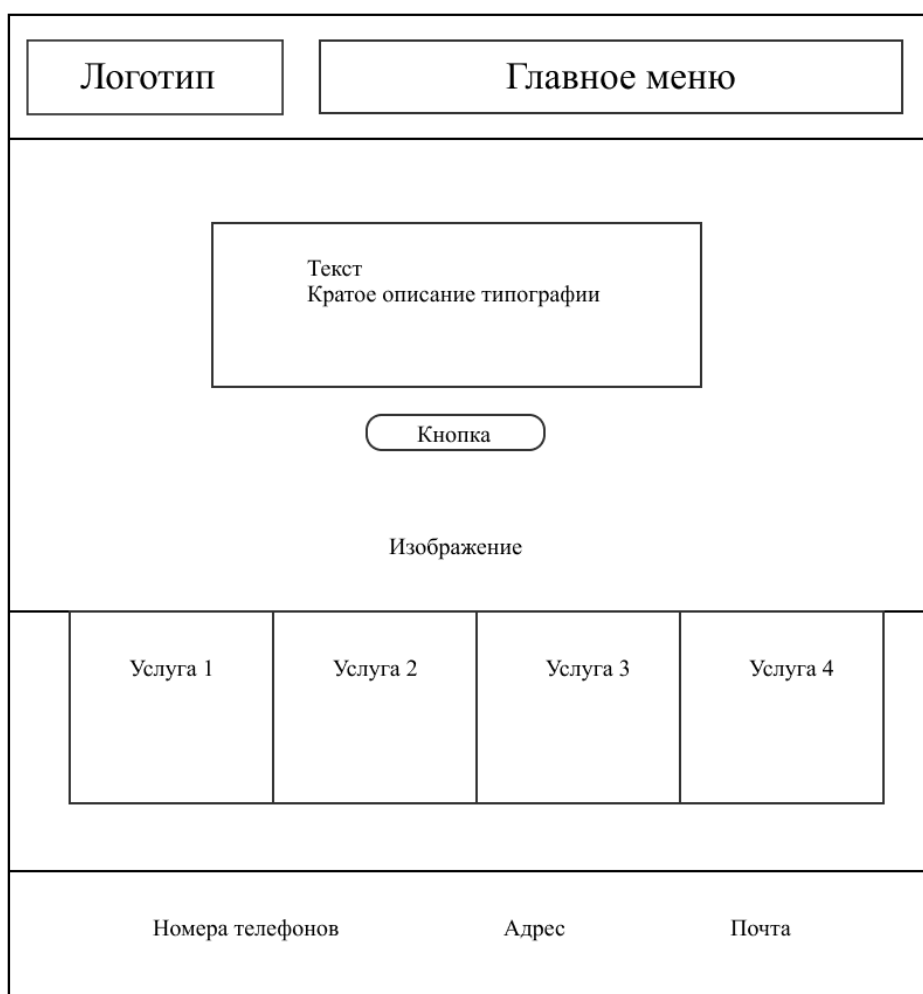 Логотип
Главное меню
Текст
Кратое описание типографии
Кнопка
Изображение
Услуга 1
Услуга 2
Услуга 3
Услуга 4
Номера телефонов
Адрес
Почта